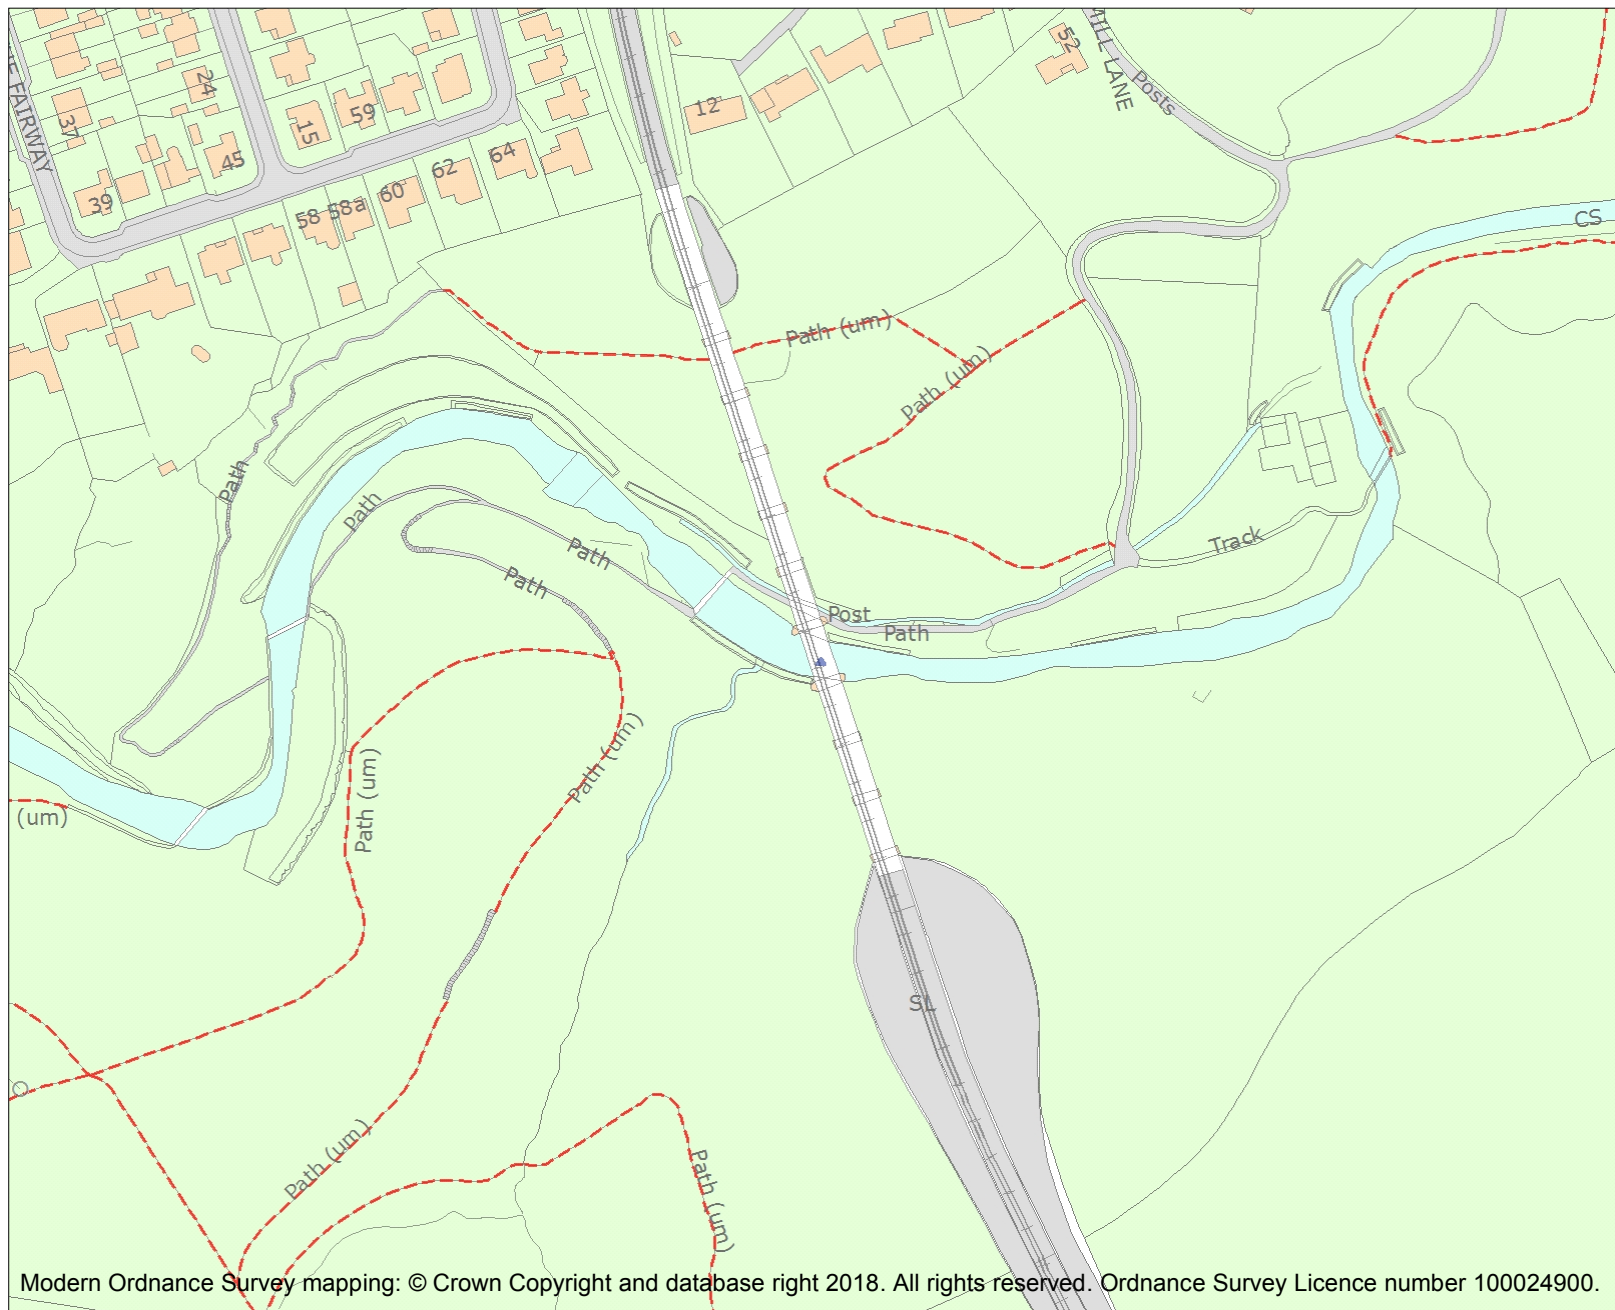 52
MILL LANE
Posts
24
59
12
37
15
FAIRWAY
45
64
62
60
39
58
58a
CS
Path (um)
Path (um)
Path
Path
Path
Track
Path
Post
Path
Path (um)
Path (um)
(um)
SL
Path (um)
Path (um)
Modern Ordnance Survey mapping: © Crown Copyright and database right 2018. All rights reserved. Ordnance Survey Licence number 100024900.